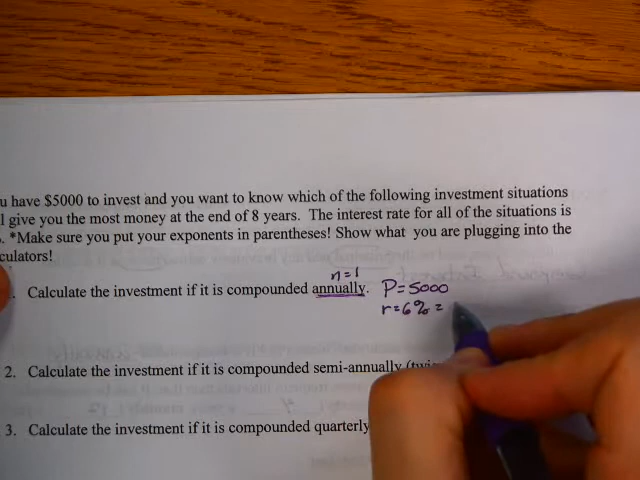 u have $5000 to invest and you want to know which of the following investment situations
l give you the most money at the end of 8 years. The interest rate for all of the situations is
. *Make sure you put your exponents in parentheses! Show what you are plugging into the
culators!
n=1
. Calculate the investment if it is compounded annually. P=5000
r=6%=
2. Calculate the investment if it is compounded semi-annually
3. Calculate the investment if it is compounded quarterly